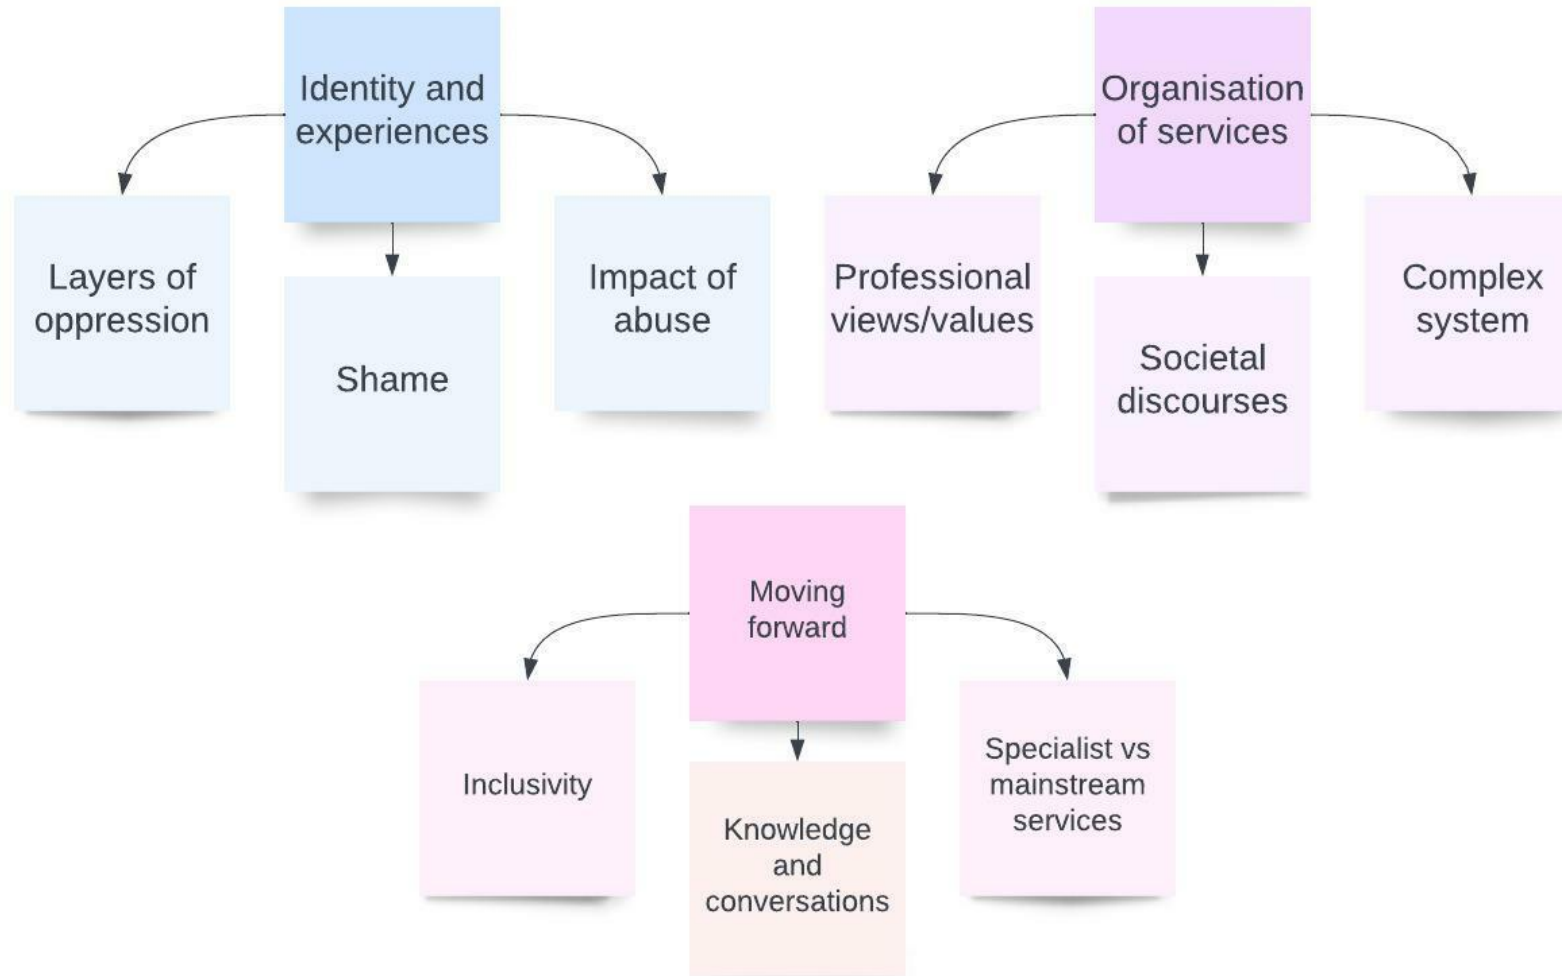 Identity and
experiences
Layers of
oppression
Shame
Impact of
abuse
Organisation
of services
Professional
views/values
Societal
discourses
Complex
system
Moving
forward
Inclusivity
Knowledge
and
conversations
Specialist vs
mainstream
services